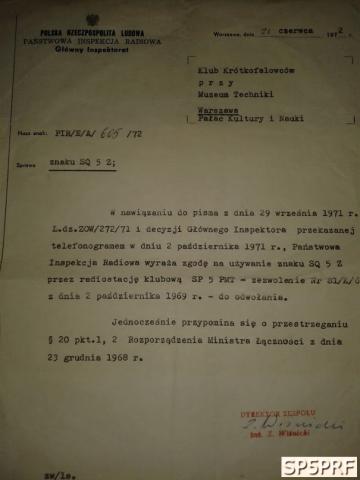 POLSKA RZECZPOSPOLITA LUDOWA
PAŃSTWOWA INSPEKCJA RADIOWA
Główny Inspektorat
Warszawa, dnia 21 czerwca 1972 r.
Klub Krótkofalowców
przy
Muzeum Techniki
Warszawa
Pałac Kultury i Nauki
Nasz znak: PIR/E/A/605/72
Sprawa znaku SQ 5 Z;
W nawiązaniu do pisma z dnia 29 września 1971 r.
L.dz.ZOW/272/71 i decyzji Głównego Inspektora przekazanej
telefonogramem w dniu 2 października 1971 r., Państwowa
Inspekcja Radiowa wyraża zgodę na używanie znaku SQ 5 Z
przez radiostację klubową SP 5 PMT - zezwolenie Nr
z dnia 2 października 1969 r. - do odwołania.
Jednocześnie przypomina się o przestrzeganiu
§ 20 pkt.1, 2 Rozporządzenia Ministra Łączności z dnia
23 grudnia 1968 r.
DYREKTOR ZESPOŁU
Inż. Z. Wiśnicki
zw/ls.
SP5PRF